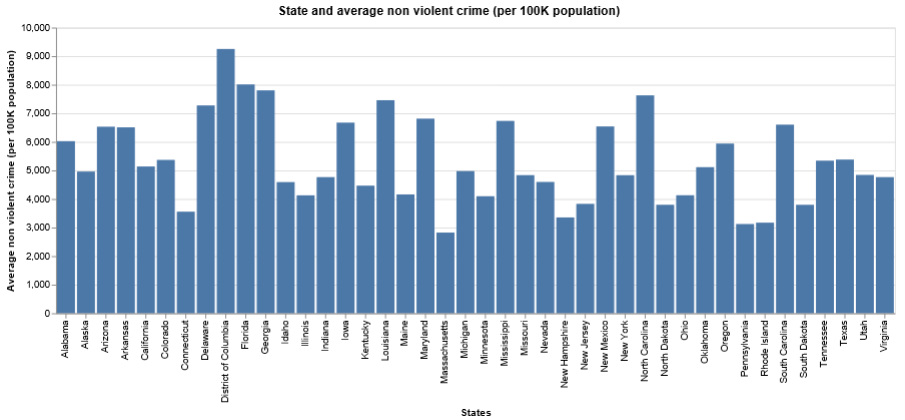 State and average non violent crime (per 100K population)
Average non violent crime (per 100K population)
10,000
9,000
8,000
7,000
6,000
5,000
4,000
3,000
2,000
1,000
0
Alabama
Alaska
Arizona
Arkansas
California
Colorado
Connecticut
Delaware
District of Columbia
Florida
Georgia
Idaho
Illinois
Indiana
Iowa
Kentucky
Louisiana
Maine
Maryland
Massachusetts
Michigan
Minnesota
Mississippi
Missouri
Nevada
New Hampshire
New Jersey
New Mexico
New York
North Carolina
North Dakota
Ohio
Oklahoma
Oregon
Pennsylvania
Rhode Island
South Carolina
South Dakota
Tennessee
Texas
Utah
Virginia
States